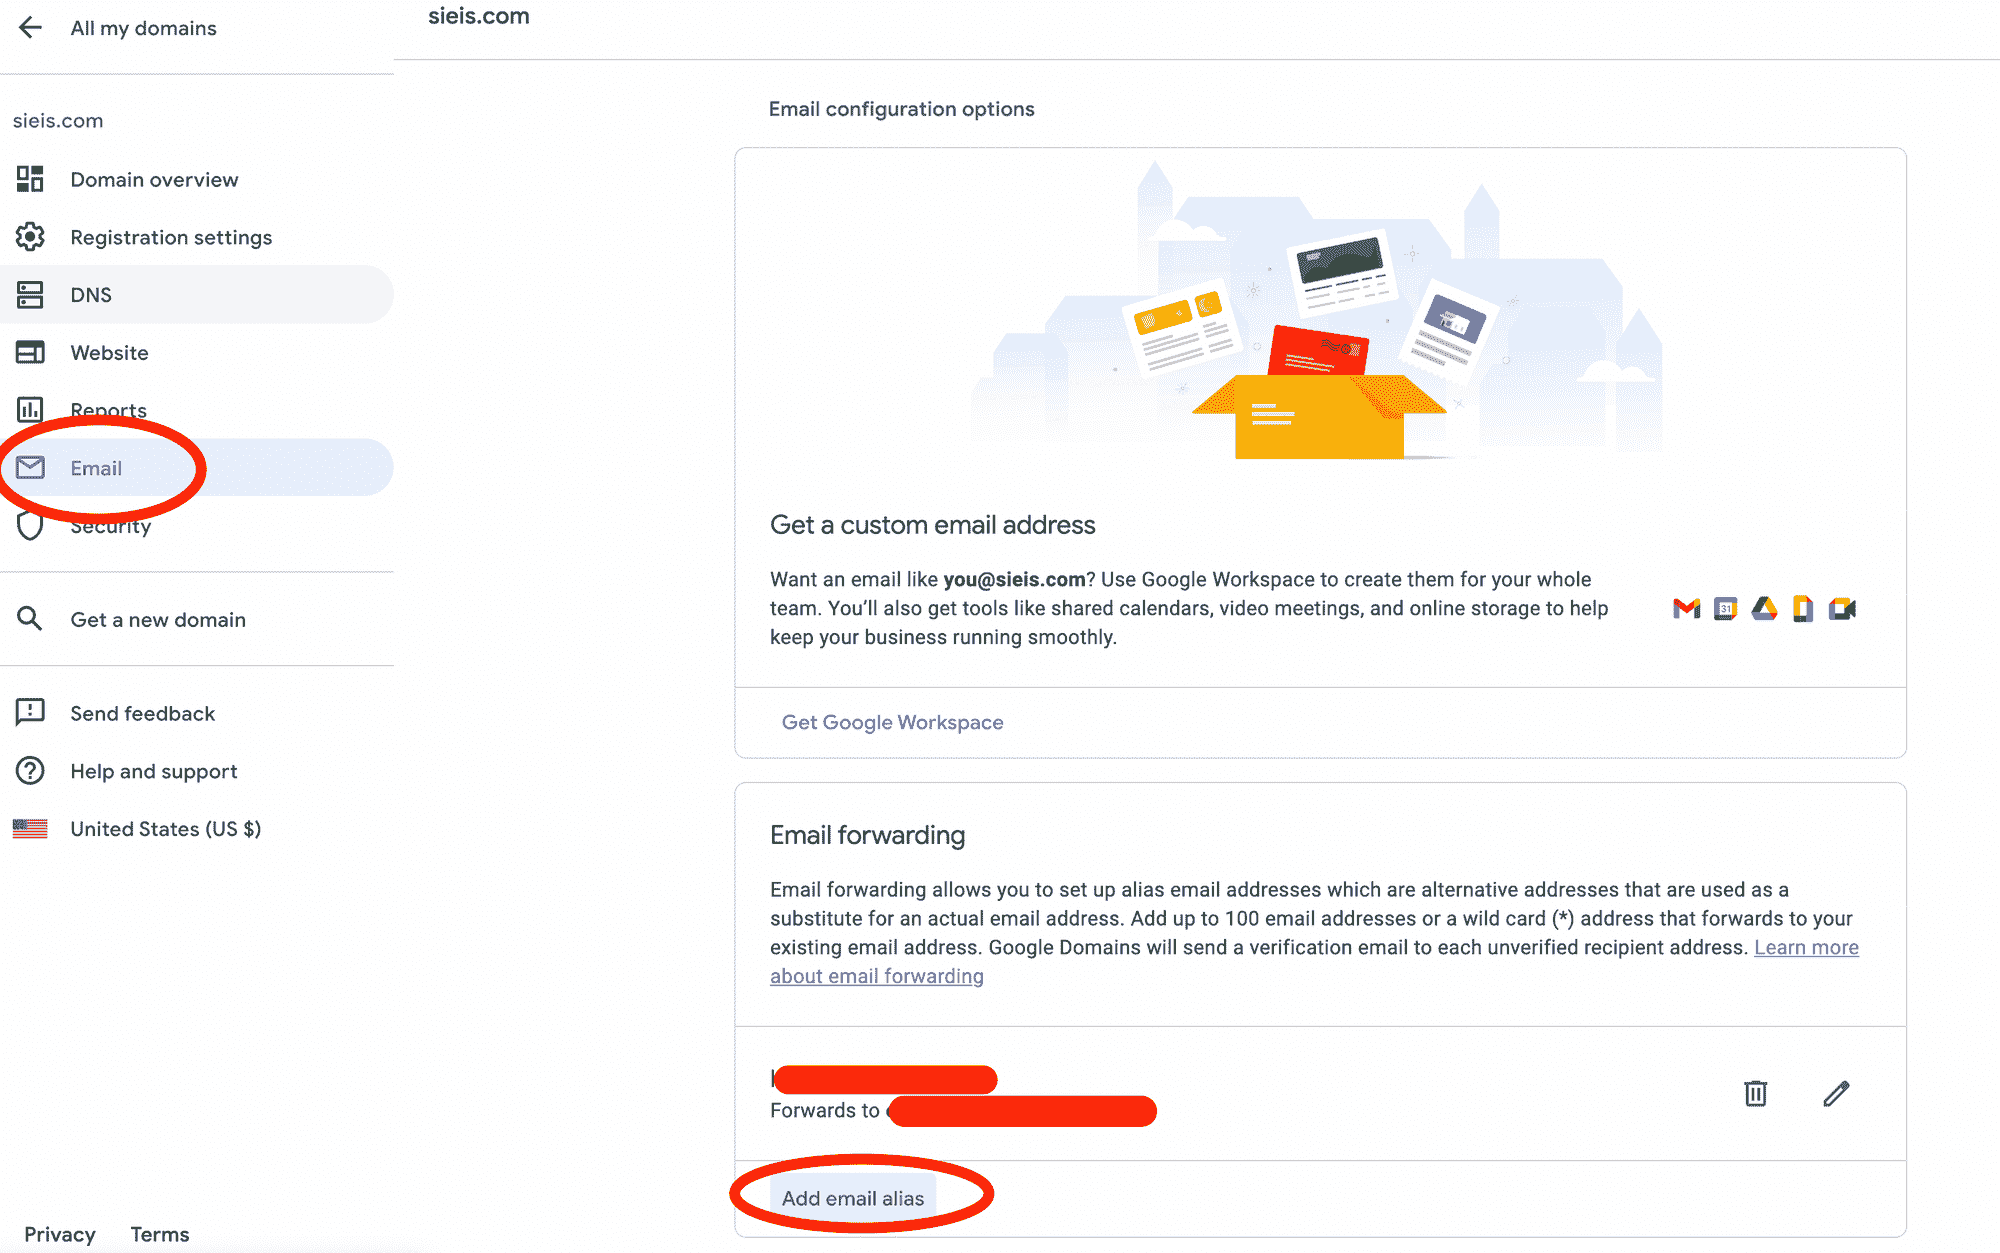 All my domains
sieis.com
sieis.com
Domain overview
Registration settings
DNS
Website
Reports
Email
Security
Get a new domain
Send feedback
Help and support
United States (US $)
Privacy Terms
Email configuration options
Get a custom email address
Want an email like you@sieis.com? Use Google Workspace to create them for your whole
team. You’ll also get tools like shared calendars, video meetings, and online storage to help
keep your business running smoothly.
31
Get Google Workspace
Email forwarding
Email forwarding allows you to set up alias email addresses which are alternative addresses that are used as a
substitute for an actual email address. Add up to 100 email addresses or a wild card (*) address that forwards to your
existing email address. Google Domains will send a verification email to each unverified recipient address. Learn more
about email forwarding
Forwards to
Add email alias